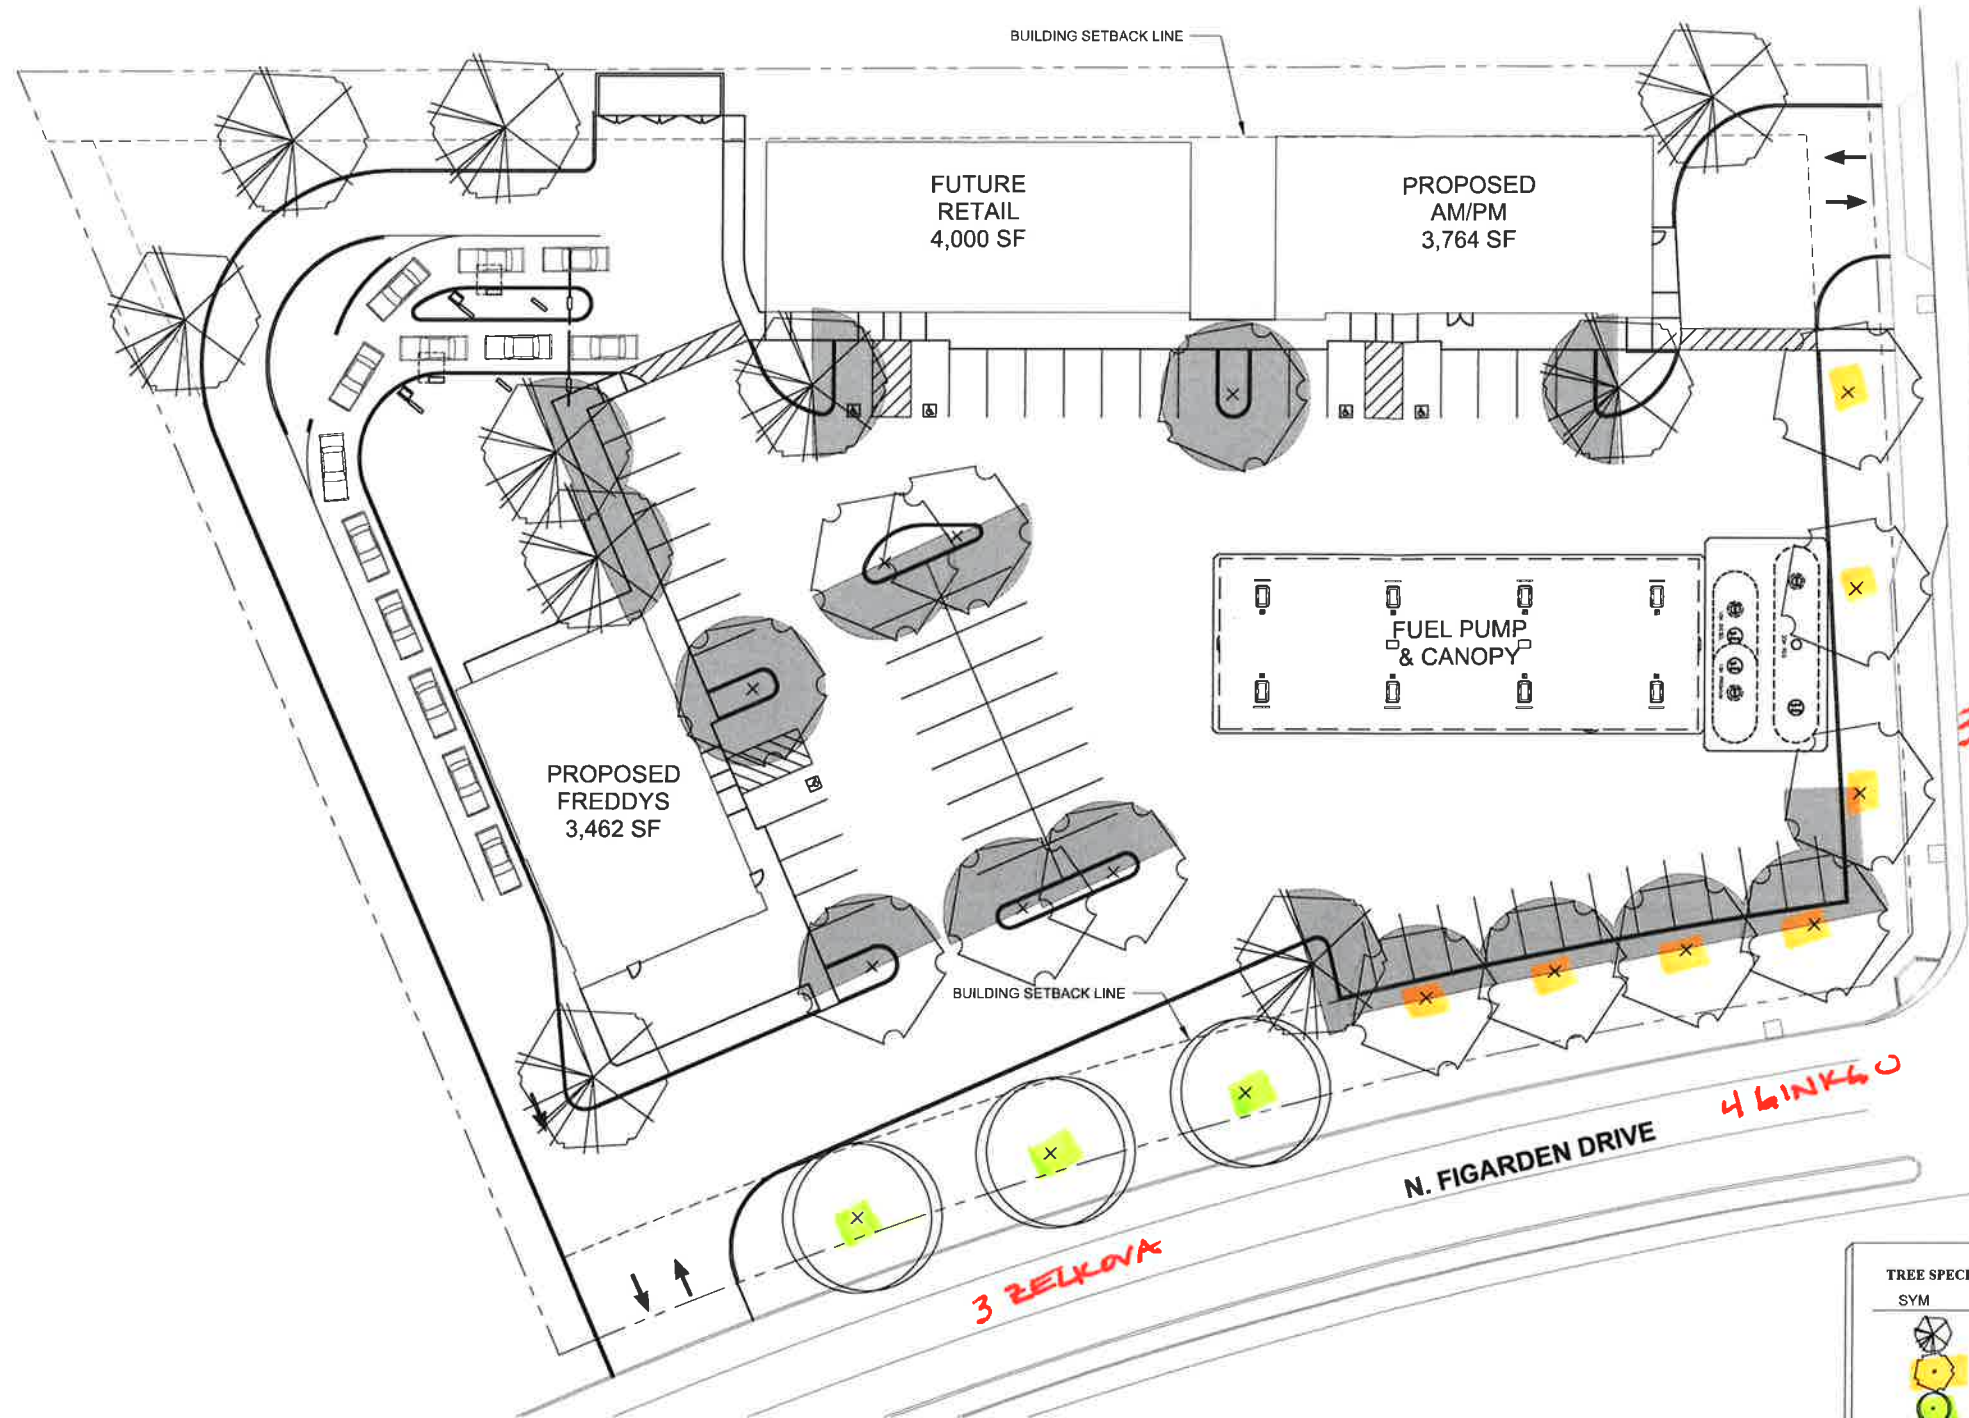 BUILDING SETBACK LINE
FUTURE
RETAIL
4,000 SF
PROPOSED
AM/PM
3,764 SF
FUEL PUMP
& CANOPY
PROPOSED
FREDDYS
3,462 SF
BUILDING SETBACK LINE
4 GINKGO
N. FIGARDEN DRIVE
3 ZELKOVA
TREE SPECI
SYM